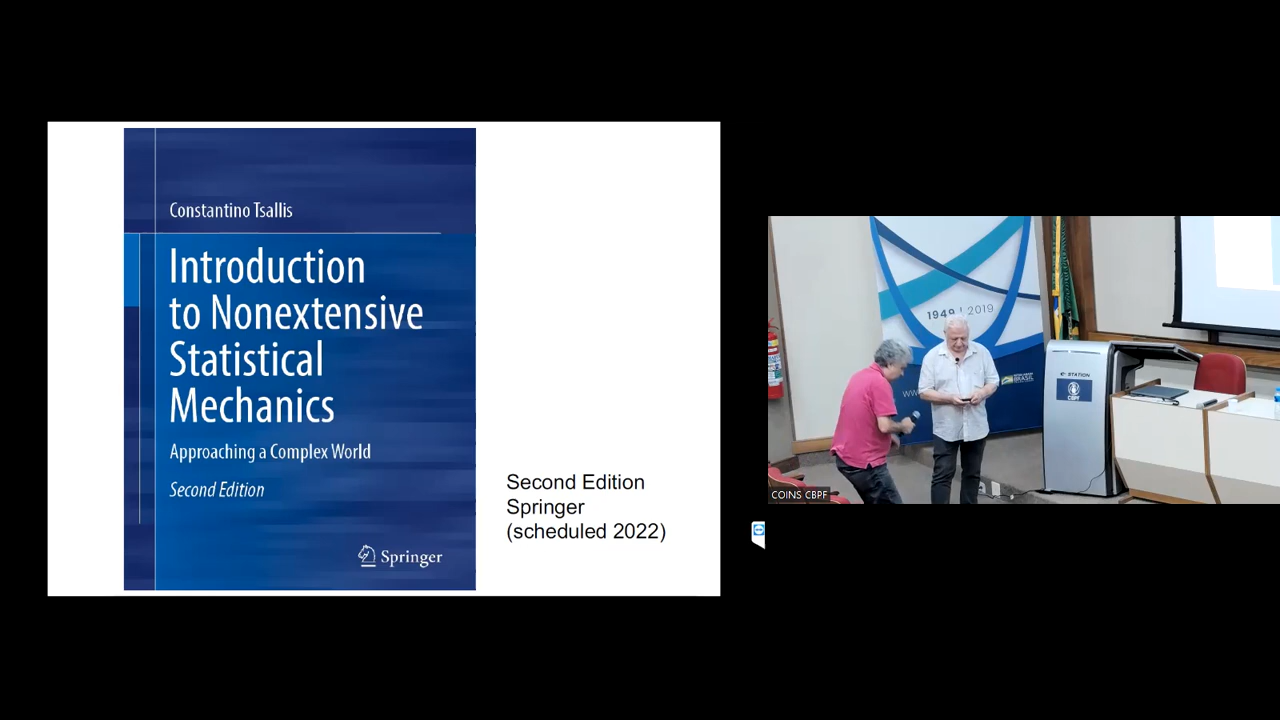 Constantino Tsallis
Introduction
to Nonextensive
Statistical
Mechanics
Approaching a Complex World
Second Edition
Springer
Second Edition
Springer
(scheduled 2022)
1949 | 2019
BRASIL
e-STATION
CBPF
COINS CBPF